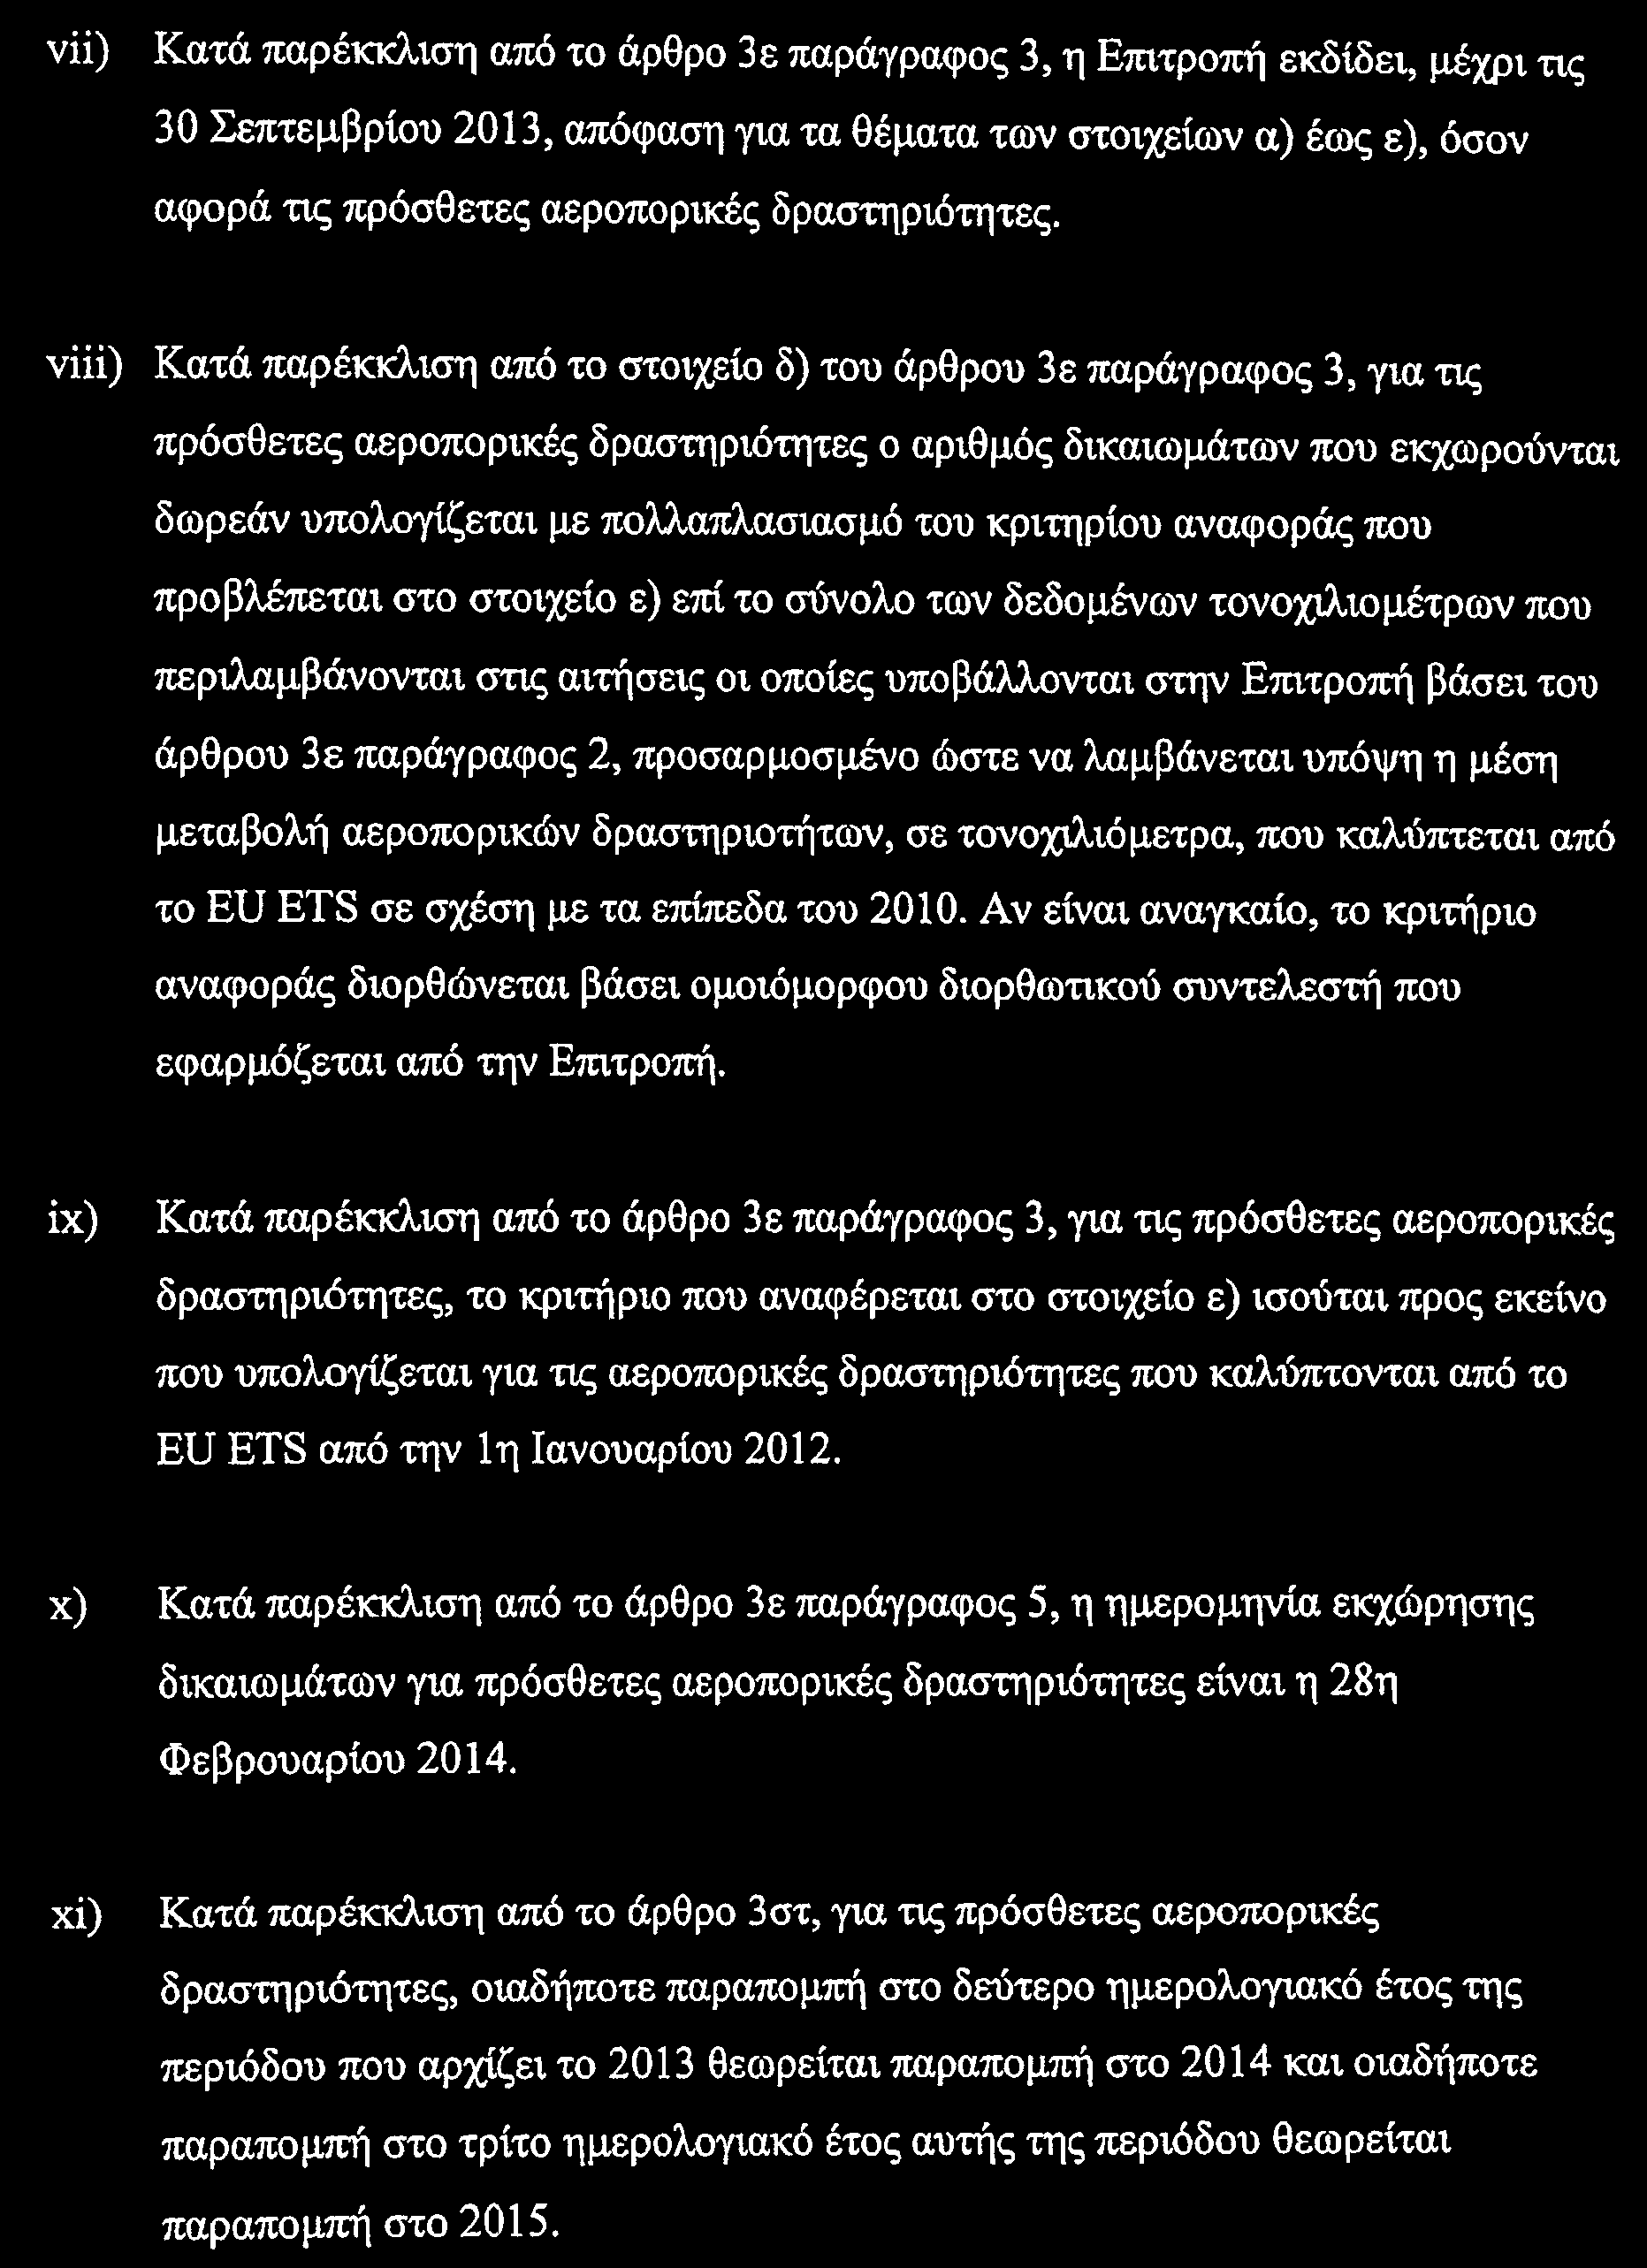 vii) Κατά παρέκκλιση από το άρθρο 3ε παράγραφος 3, η Επιτροπή εκδίδει, μέχρι τις
30 Σεπτεμβρίου 2013, απόφαση για τα θέματα των στοιχείων α) έως ε), όσον
αφορά τις πρόσθετες αεροπορικές δραστηριότητες.
viii) Κατά παρέκκλιση από το στοιχείο δ) του άρθρου 3ε παράγραφος 3, για τις
πρόσθετες αεροπορικές δραστηριότητες ο αριθμός δικαιωμάτων που εκχωρούνται
δωρεάν υπολογίζεται με πολλαπλασιασμό του κριτηρίου αναφοράς που
προβλέπεται στο στοιχείο ε) επί το σύνολο των δεδομένων τονοχιλιομέτρων που
περιλαμβάνονται στις αιτήσεις οι οποίες υποβάλλονται στην Επιτροπή βάσει του
άρθρου 3ε παράγραφος 2, προσαρμοσμένο ώστε να λαμβάνεται υπόψη η μέση
μεταβολή αεροπορικών δραστηριοτήτων, σε τονοχιλιόμετρα, που καλύπτεται από
το EU ETS σε σχέση με τα επίπεδα του 2010. Αν είναι αναγκαίο, το κριτήριο
αναφοράς διορθώνεται βάσει ομοιόμορφου διορθωτικού συντελεστή που
εφαρμόζεται από την Επιτροπή.
ix) Κατά παρέκκλιση από το άρθρο 3ε παράγραφος 3, για τις πρόσθετες αεροπορικές
δραστηριότητες, το κριτήριο που αναφέρεται στο στοιχείο ε) ισούται προς εκείνο
που υπολογίζεται για τις αεροπορικές δραστηριότητες που καλύπτονται από το
EU ETS από την 1η Ιανουαρίου 2012.
x) Κατά παρέκκλιση από το άρθρο 3ε παράγραφος 5, η ημερομηνία εκχώρησης
δικαιωμάτων για πρόσθετες αεροπορικές δραστηριότητες είναι η 28η
Φεβρουαρίου 2014.
xi) Κατά παρέκκλιση από το άρθρο 3στ, για τις πρόσθετες αεροπορικές
δραστηριότητες, οιαδήποτε παραπομπή στο δεύτερο ημερολογιακό έτος της
περιόδου που αρχίζει το 2013 θεωρείται παραπομπή στο 2014 και οιαδήποτε
παραπομπή στο τρίτο ημερολογιακό έτος αυτής της περιόδου θεωρείται
παραπομπή στο 2015.